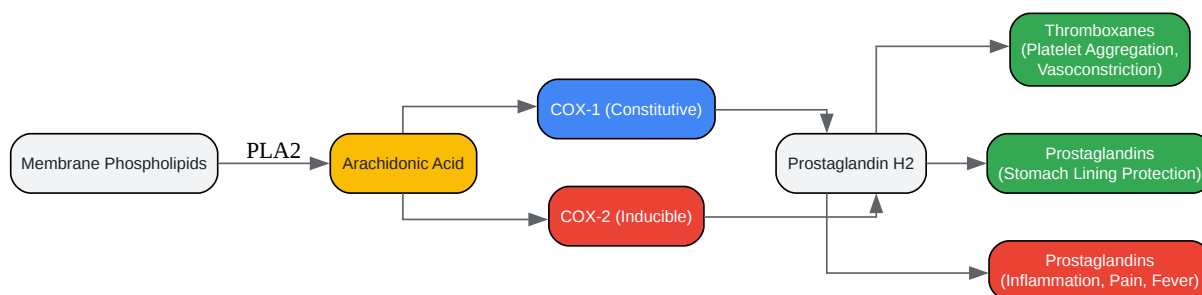 Membrane Phospholipids
PLA2
Arachidonic Acid
COX-1 (Constitutive)
COX-2 (Inducible)
Prostaglandin H2
Thromboxanes
(Platelet Aggregation,
Vasoconstriction)
Prostaglandins
(Stomach Lining Protection)
Prostaglandins
(Inflammation, Pain, Fever)